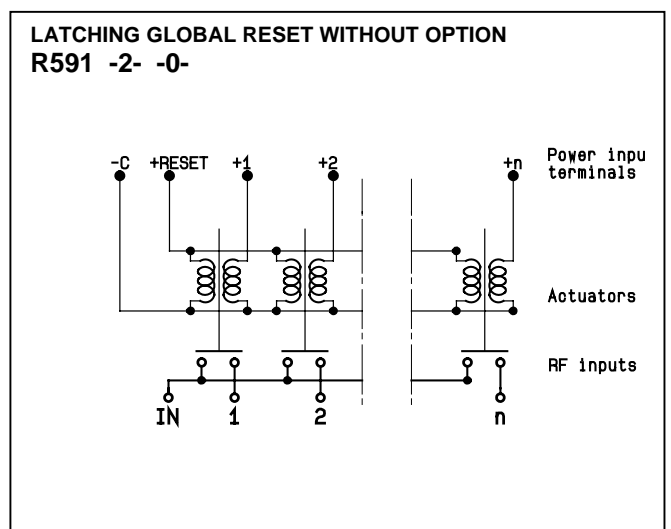 LATCHING GLOBAL RESET WITHOUT OPTION
R591 -2- -0-
-C +RESET +1 +2 +n
Power inpu
terminals
Actuators
RF inputs
IN 1 2 n